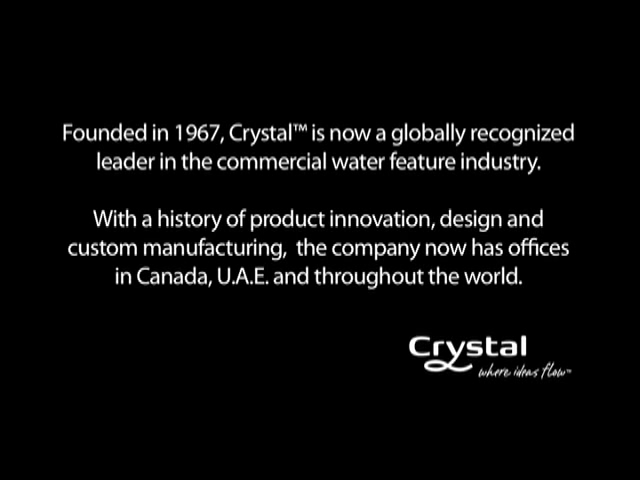 Founded in 1967, Crystal™ is now a globally recognized
leader in the commercial water feature industry.
With a history of product innovation, design and
custom manufacturing,  the company now has offices
in Canada, U.A.E. and throughout the world.
Crystal
where ideas flow™